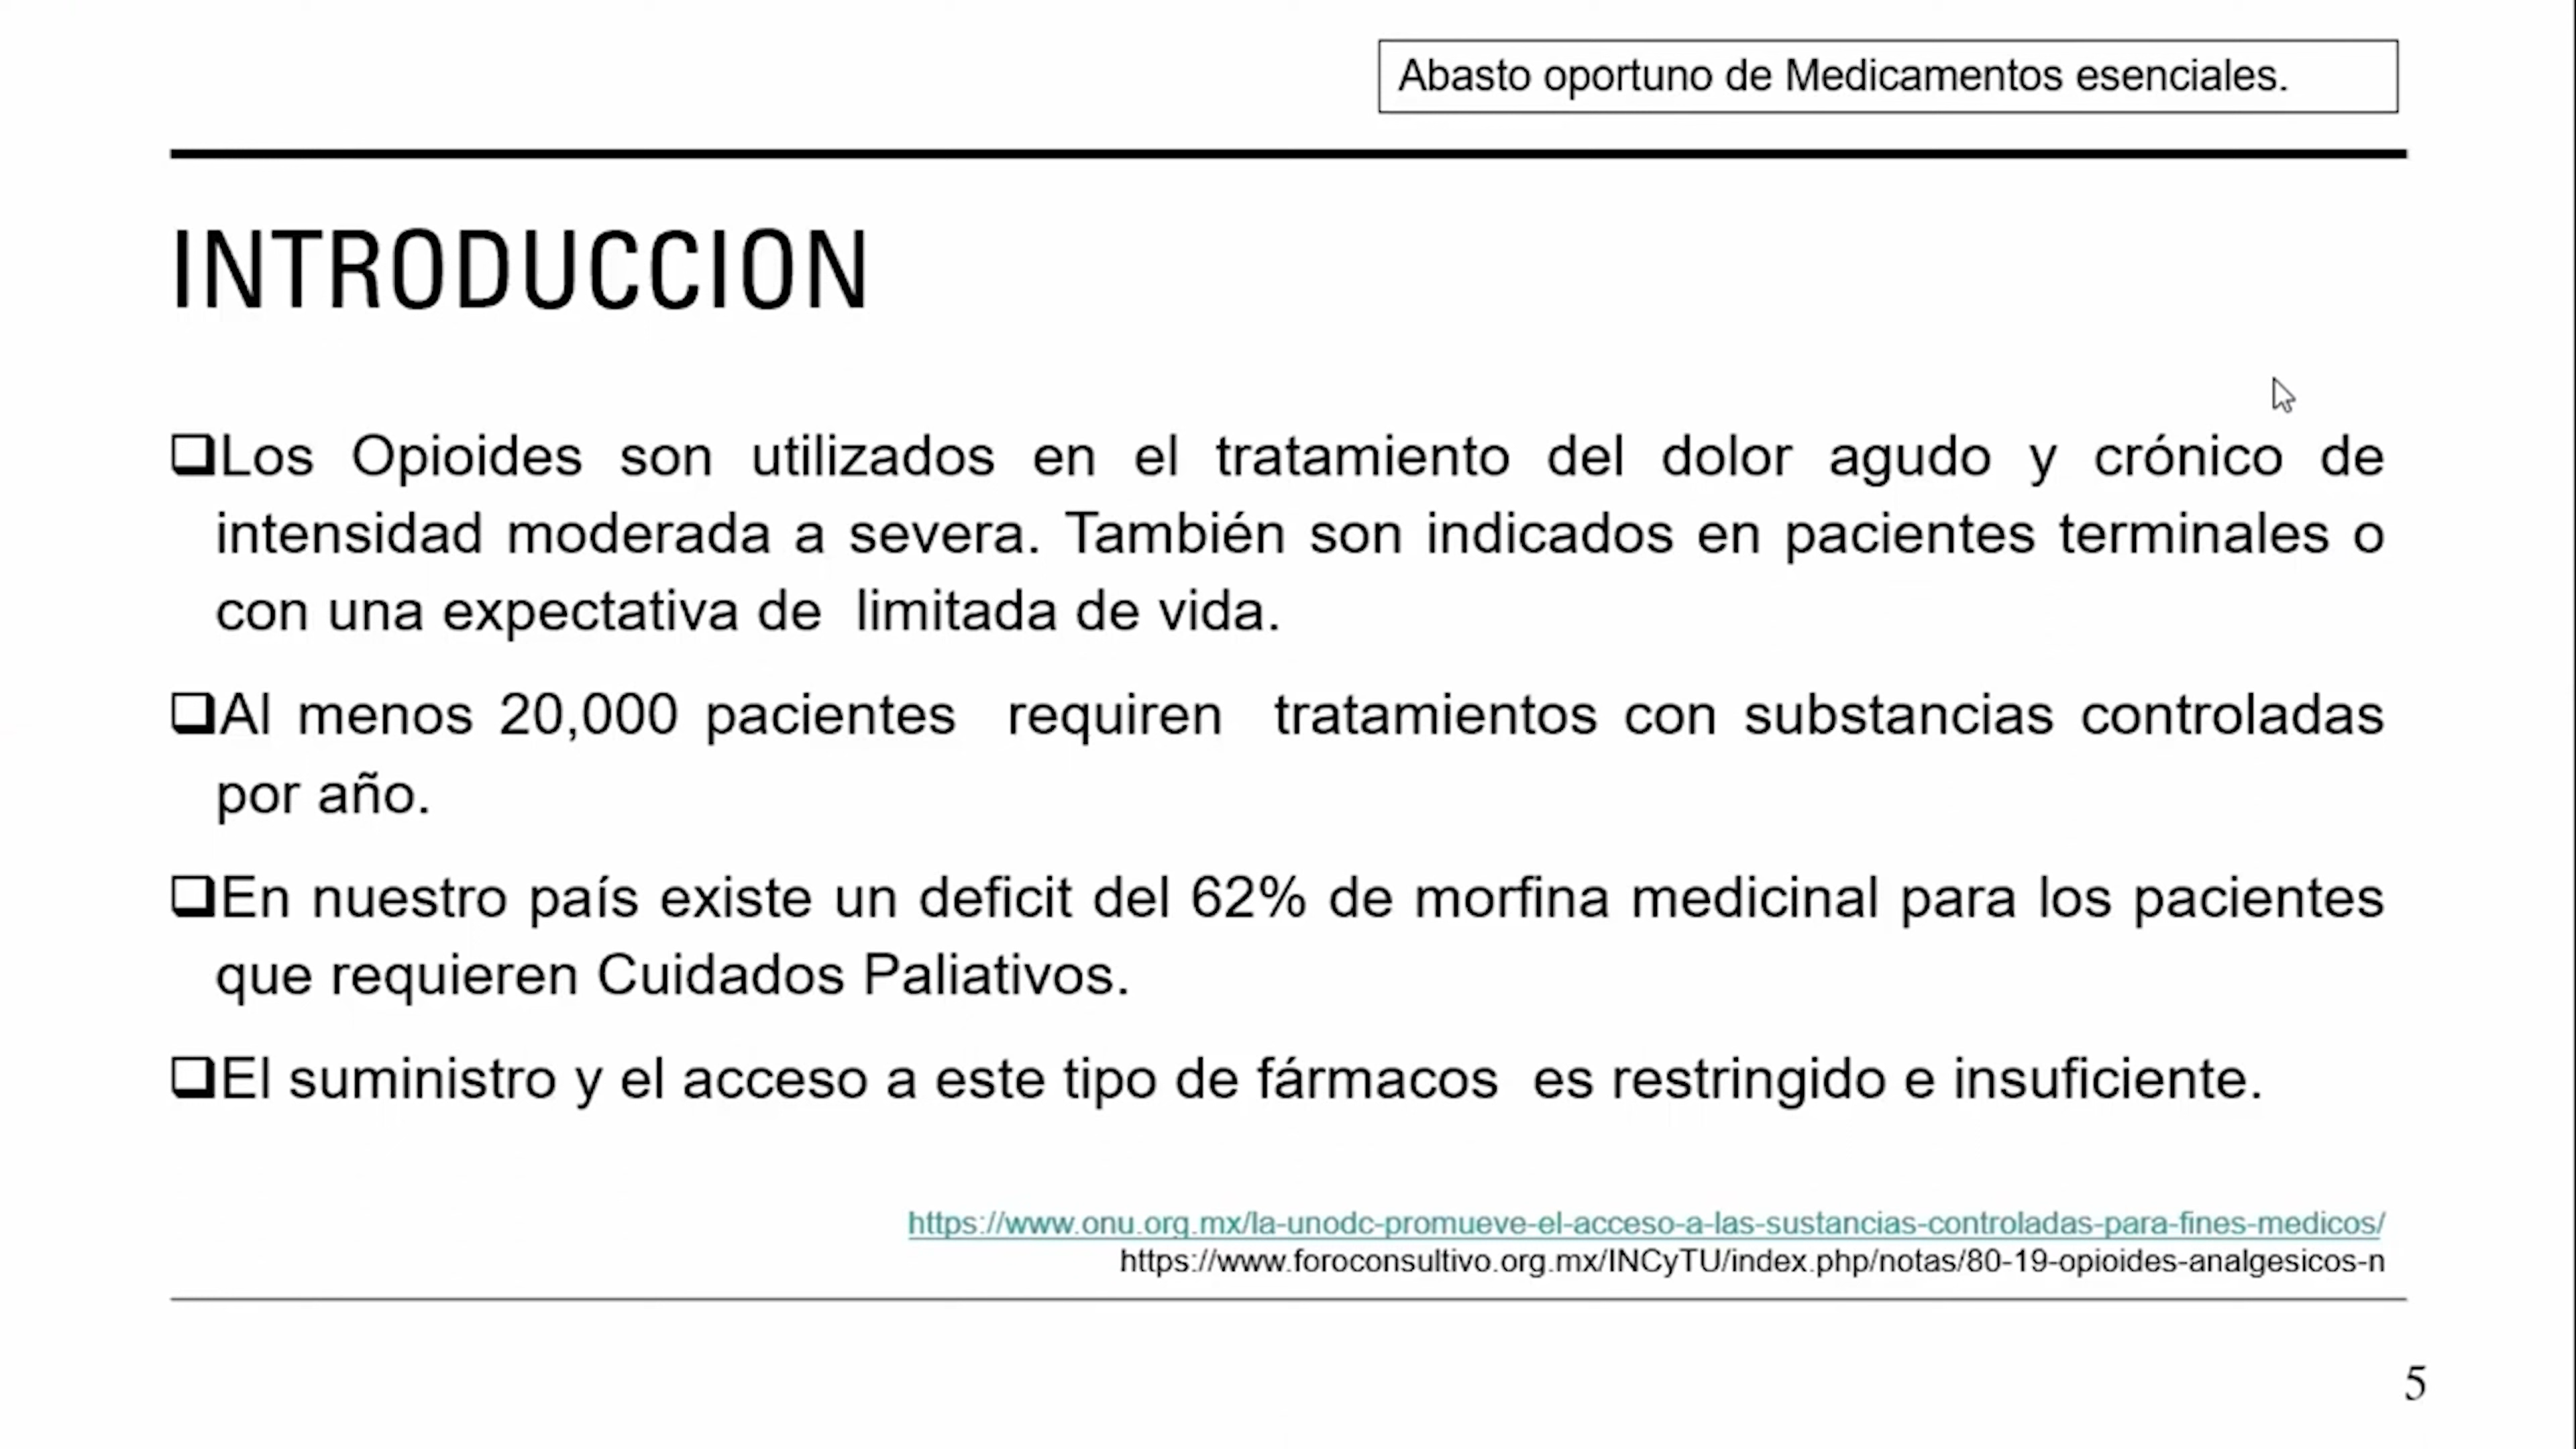 Abasto oportuno de Medicamentos esenciales.
INTRODUCCION
❑Los Opioides son utilizados en el tratamiento del dolor agudo y crónico de
intensidad moderada a severa. También son indicados en pacientes terminales o
con una expectativa de limitada de vida.
❑Al menos 20,000 pacientes requiren tratamientos con substancias controladas
por año.
❑En nuestro país existe un deficit del 62% de morfina medicinal para los pacientes
que requieren Cuidados Paliativos.
❑El suministro y el acceso a este tipo de fármacos es restringido e insuficiente.
https://www.onu.org.mx/la-unodc-promueve-el-acceso-a-las-sustancias-controladas-para-fines-medicos/
https://www.foroconsultivo.org.mx/INCyTU/index.php/notas/80-19-opioides-analgesicos-n
5